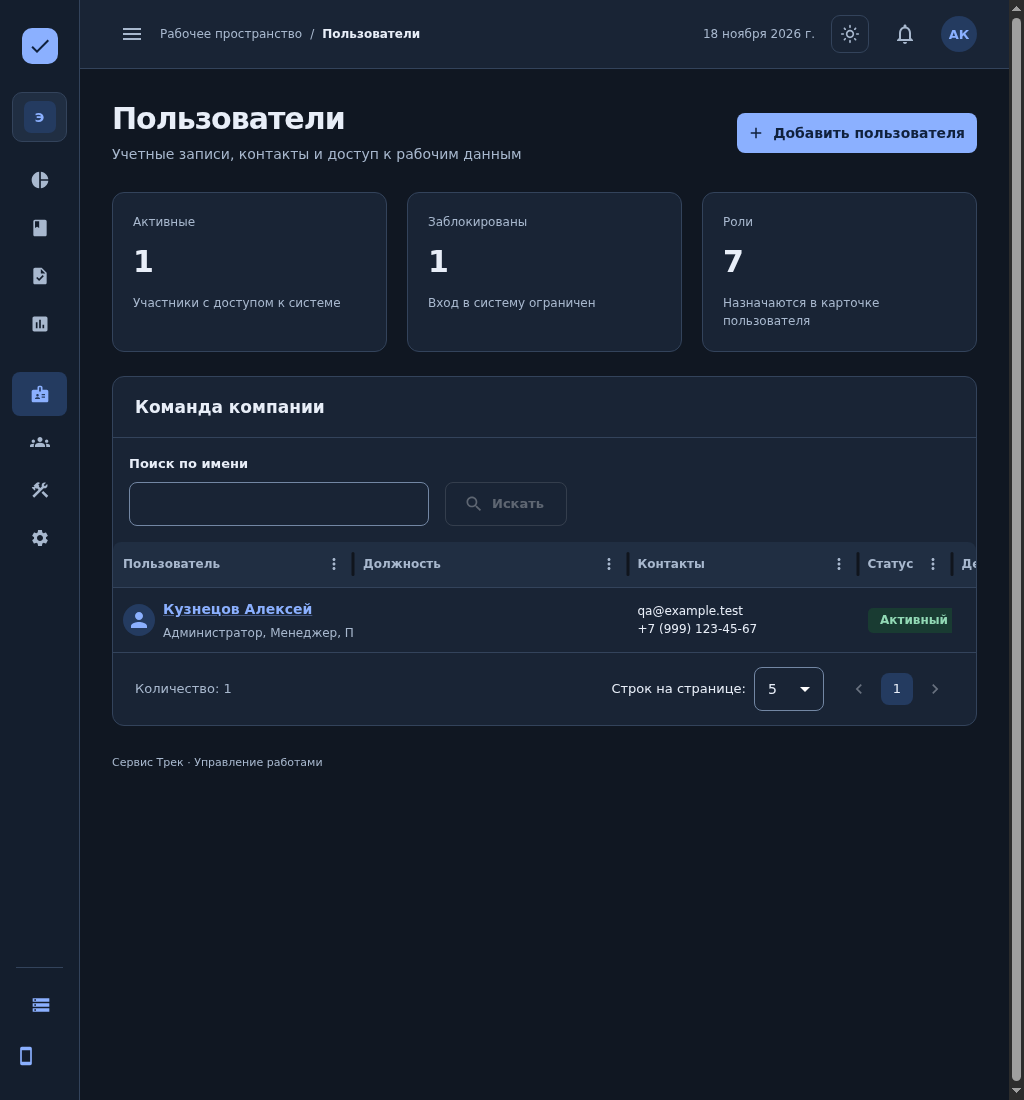 Рабочее пространство / Пользователи
18 ноября 2026 г.
АК
Э
Пользователи
Учетные записи, контакты и доступ к рабочим данным
+ Добавить пользователя
Активные
1
Участники с доступом к системе
Заблокированы
1
Вход в систему ограничен
Роли
7
Назначаются в карточке
пользователя
Команда компании
Поиск по имени
Искать
Пользователь
Должность
Контакты
Статус
Де
Кузнецов Алексей
Администратор, Менеджер, П
qa@example.test
+7 (999) 123-45-67
Активный
Количество: 1
Строк на странице:
5
1
Сервис Трек · Управление работами